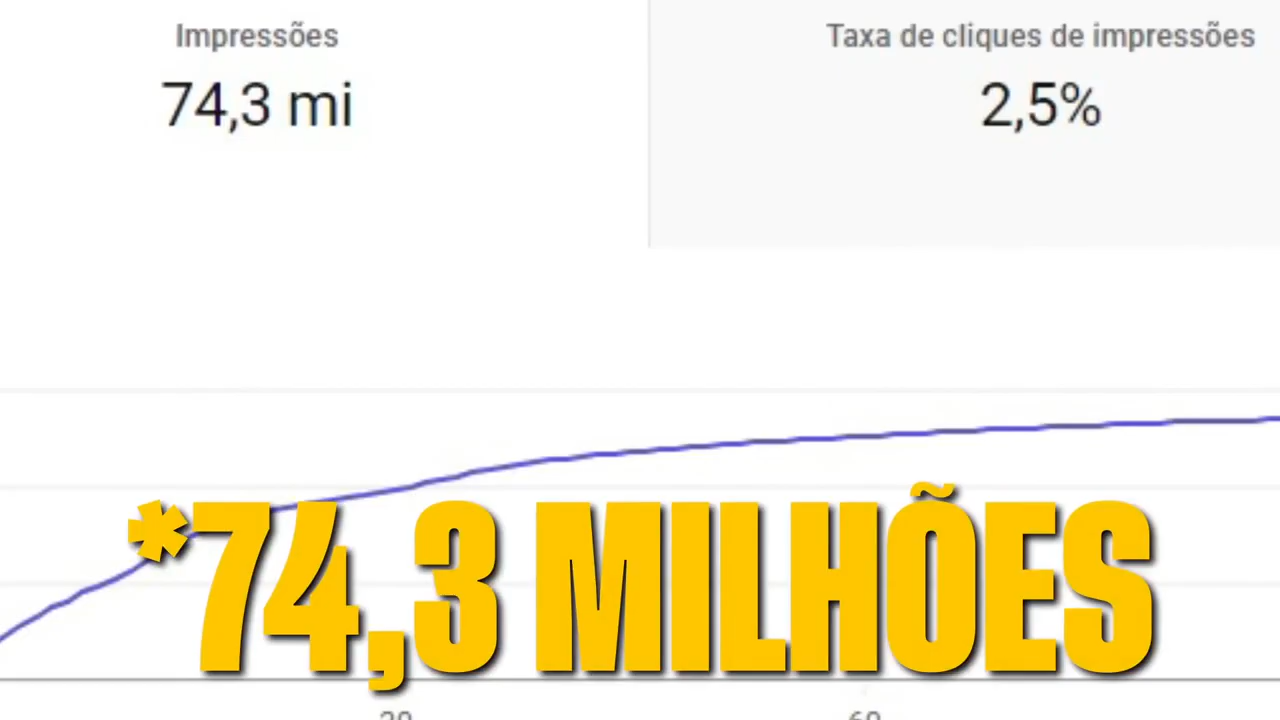 Impressões
Taxa de cliques de impressões
74,3 mi
2,5%
*74,3 MILHÕES